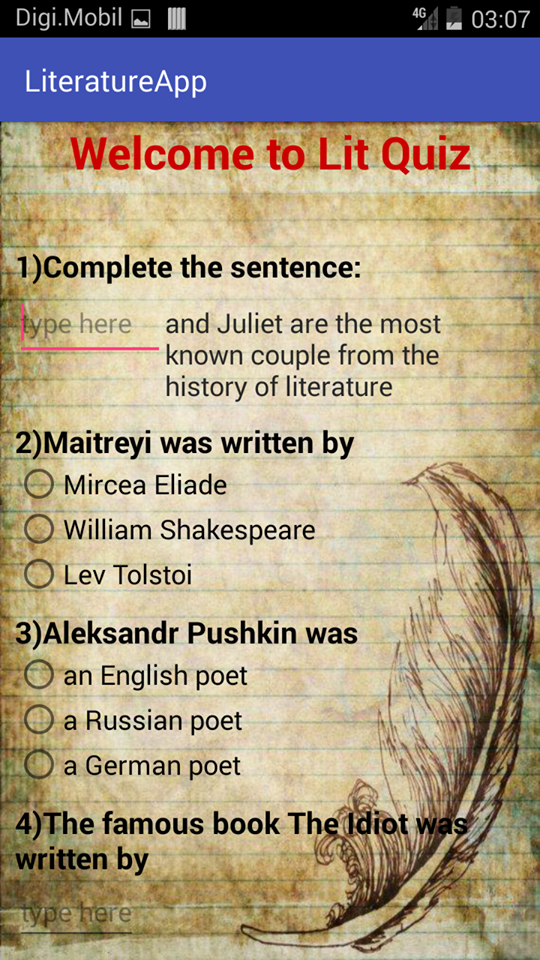 Digi.Mobil 4G 03:07
LiteratureApp
Welcome to Lit Quiz
1)Complete the sentence:
type here and Juliet are the most
known couple from the
history of literature
2)Maitreyi was written by
Mircea Eliade
William Shakespeare
Lev Tolstoi
3)Aleksandr Pushkin was
an English poet
a Russian poet
a German poet
4)The famous book The Idiot was
written by
type here